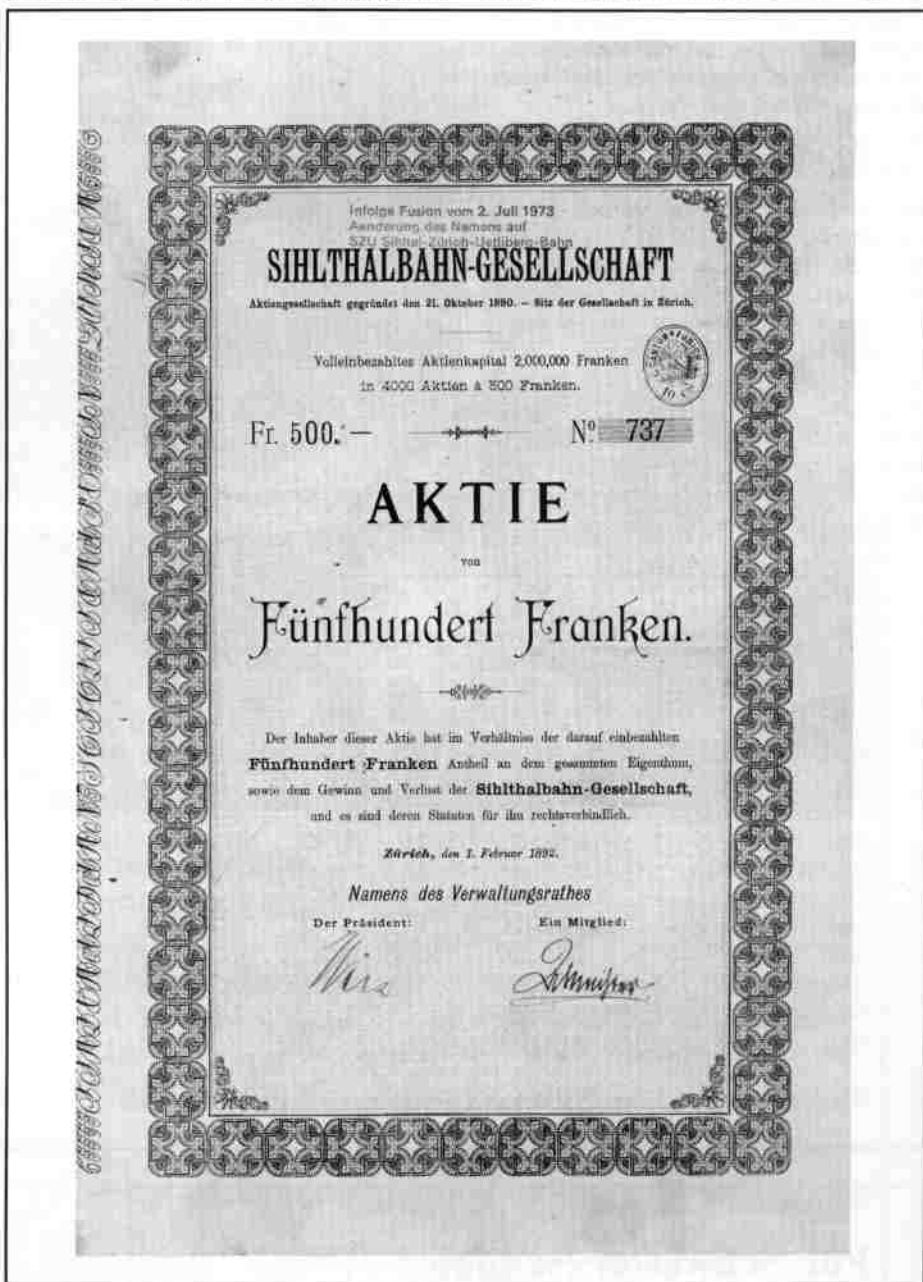 Infolge Fusion vom 2. Juli 1973
Aenderung des Namens auf
SZU Sihltal-Zürich-Uetliberg-Bahn
SIHLTHALBAHN-GESELLSCHAFT
Aktiengesellschaft gegründet den 21. Oktober 1890. — Sitz der Gesellschaft in Zürich.
Volleinbezahltes Aktienkapital 2,000,000 Franken
in 4000 Aktien à 500 Franken.
Fr. 500.— Nº 737
AKTIE
von
Fünfhundert Franken.
Der Inhaber dieser Aktie hat im Verhältniss der darauf einbezahlten
Fünfhundert Franken Antheil an dem gesammten Eigenthum,
sowie dem Gewinn und Verlust der Sihlthalbahn-Gesellschaft,
und es sind deren Statuten für ihn rechtsverbindlich.
Zürich, den 1. Februar 1892.
Namens des Verwaltungsrathes
Der Präsident: Ein Mitglied: